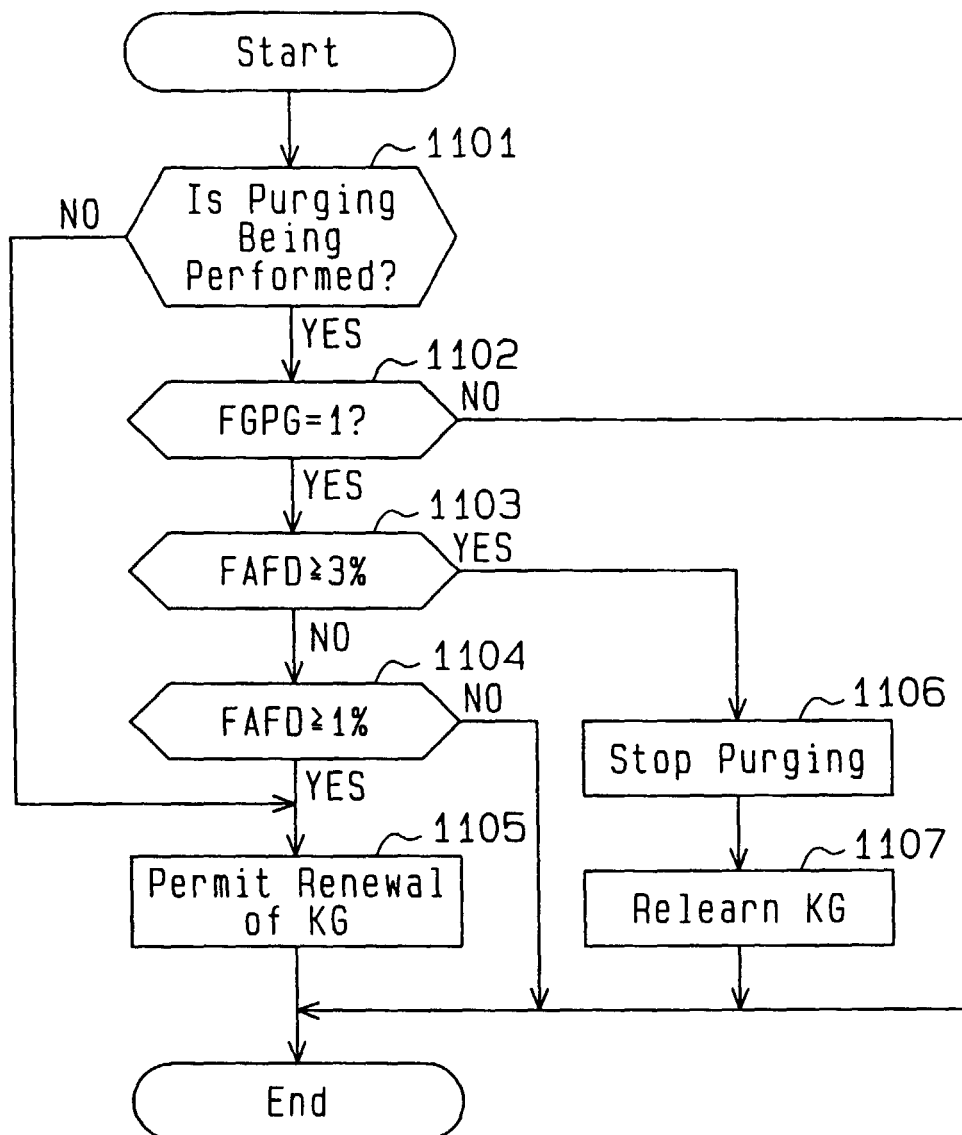 Start
1101
Is Purging
Being
Performed?
NO
YES
1102
FGPG=1?
NO
YES
1103
FAFD≧3%
YES
NO
1104
FAFD≧1%
NO
YES
1106
Stop Purging
1105
Permit Renewal
of KG
1107
Relearn KG
End